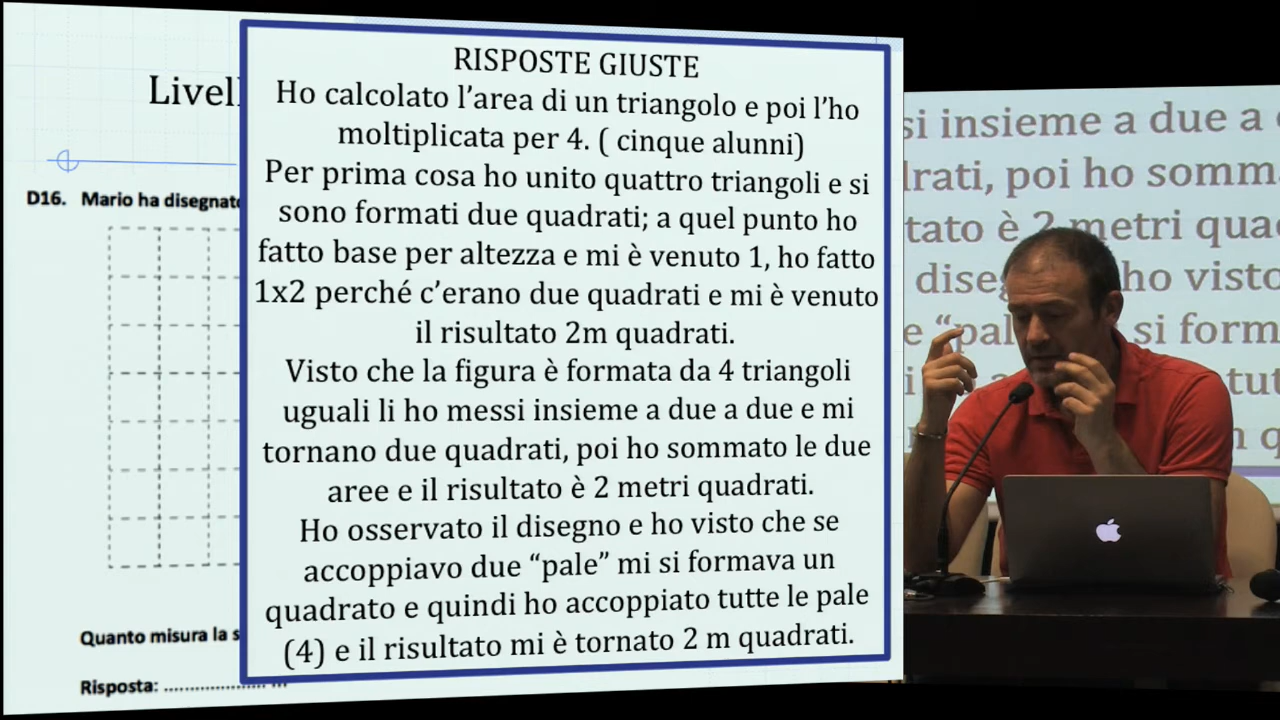 Livell
D16. Mario ha disegnato
Quanto misura la s
Risposta: ...................... ...
RISPOSTE GIUSTE
Ho calcolato l'area di un triangolo e poi l'ho
moltiplicata per 4. ( cinque alunni)
Per prima cosa ho unito quattro triangoli e si
sono formati due quadrati; a quel punto ho
fatto base per altezza e mi è venuto 1, ho fatto
1x2 perché c'erano due quadrati e mi è venuto
il risultato 2m quadrati.
Visto che la figura è formata da 4 triangoli
uguali li ho messi insieme a due a due e mi
tornano due quadrati, poi ho sommato le due
aree e il risultato è 2 metri quadrati.
Ho osservato il disegno e ho visto che se
accoppiavo due “pale” mi si formava un
quadrato e quindi ho accoppiato tutte le pale
(4) e il risultato mi è tornato 2 m quadrati.
si insieme a due a
drati, poi ho somm
tato è 2 metri qua
dise ho visto
e “pal si form
tut